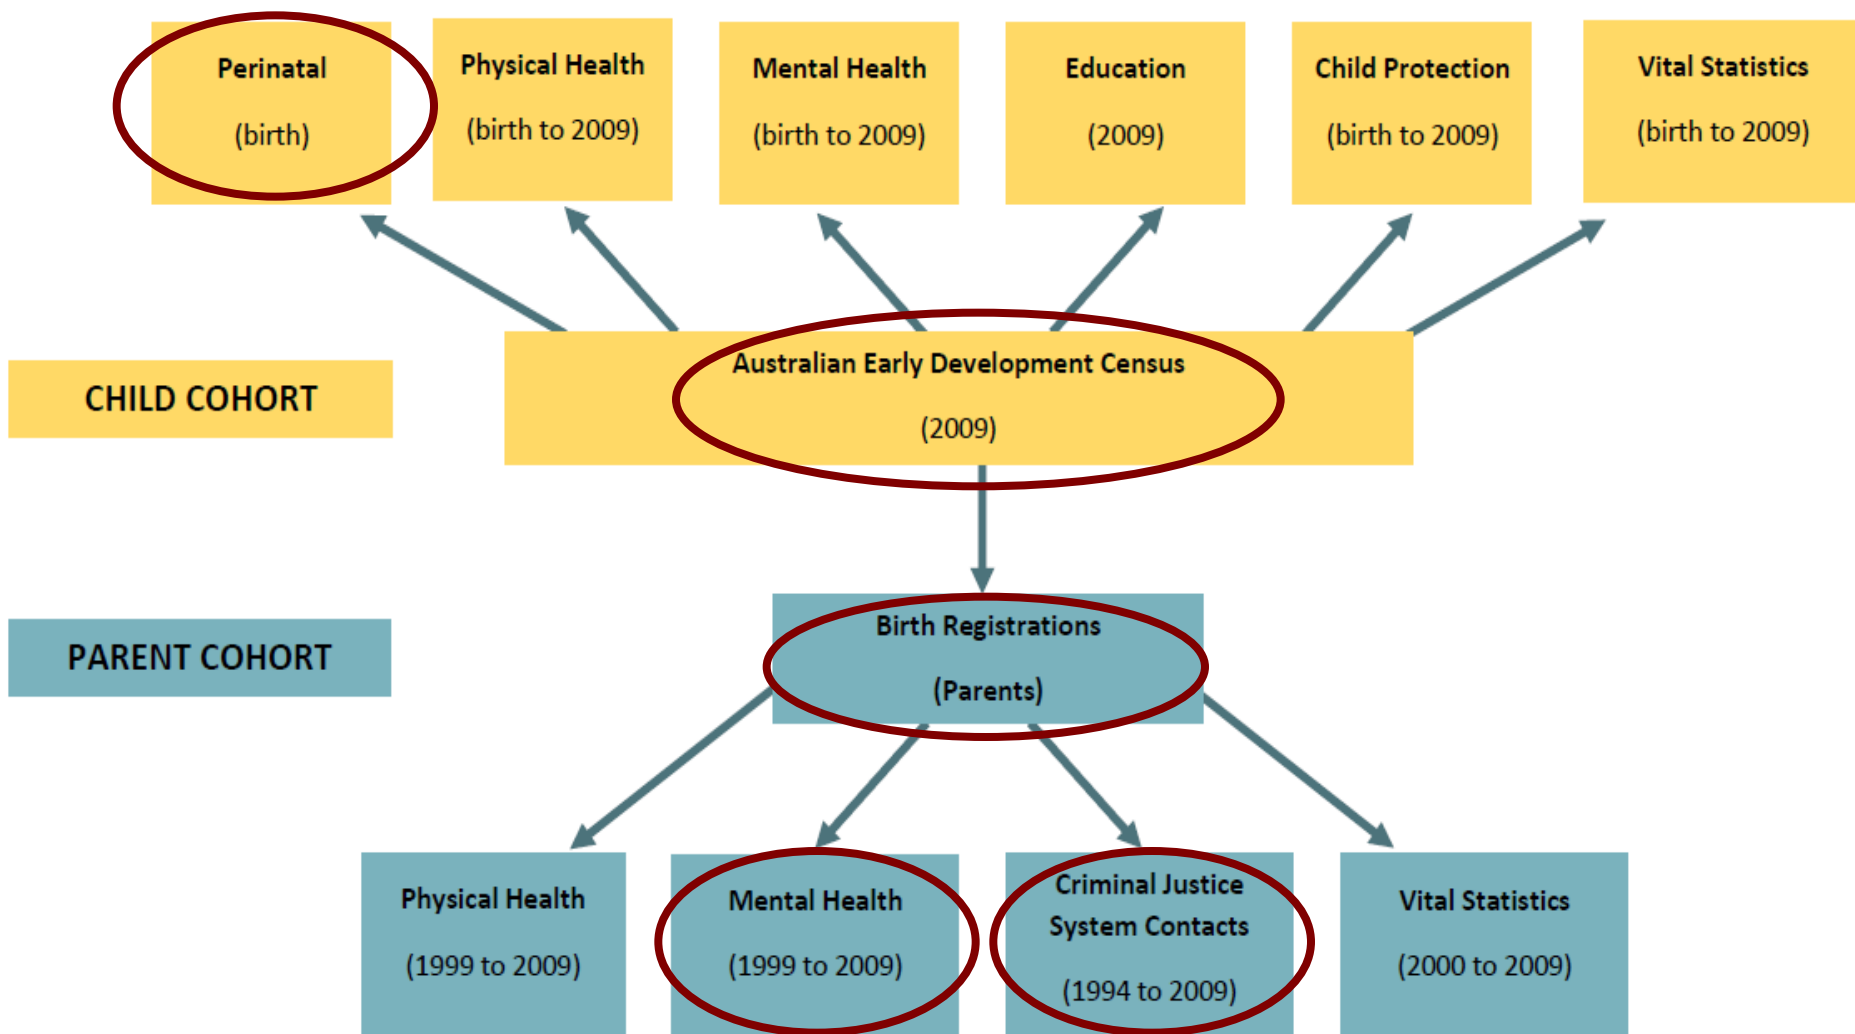 Perinatal
(birth)
Physical Health
(birth to 2009)
Mental Health
(birth to 2009)
Education
(2009)
Child Protection
(birth to 2009)
Vital Statistics
(birth to 2009)
CHILD COHORT
Australian Early Development Census
(2009)
PARENT COHORT
Birth Registrations
(Parents)
Physical Health
(1999 to 2009)
Mental Health
(1999 to 2009)
Criminal Justice
System Contacts
(1994 to 2009)
Vital Statistics
(2000 to 2009)